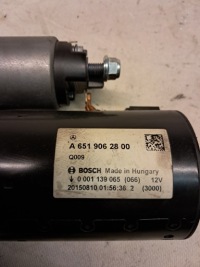 A 651 906 28 00
Q009
BOSCH Made in Hungary
0 001 139 065 (066) 12V
20150810 01:56:38 2 (3000)